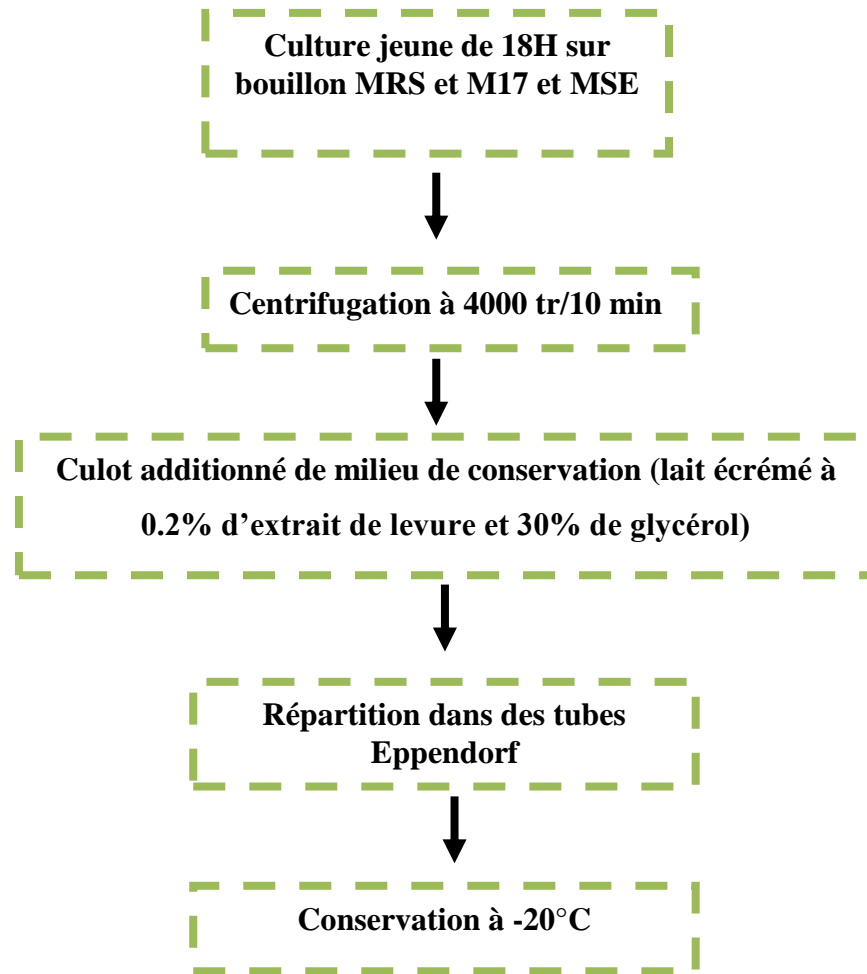 Culture jeune de 18H sur
bouillon MRS et M17 et MSE
Centrifugation à 4000 tr/10 min
Culot additionné de milieu de conservation (lait écrémé à
0.2% d’extrait de levure et 30% de glycérol)
Répartition dans des tubes
Eppendorf
Conservation à -20°C